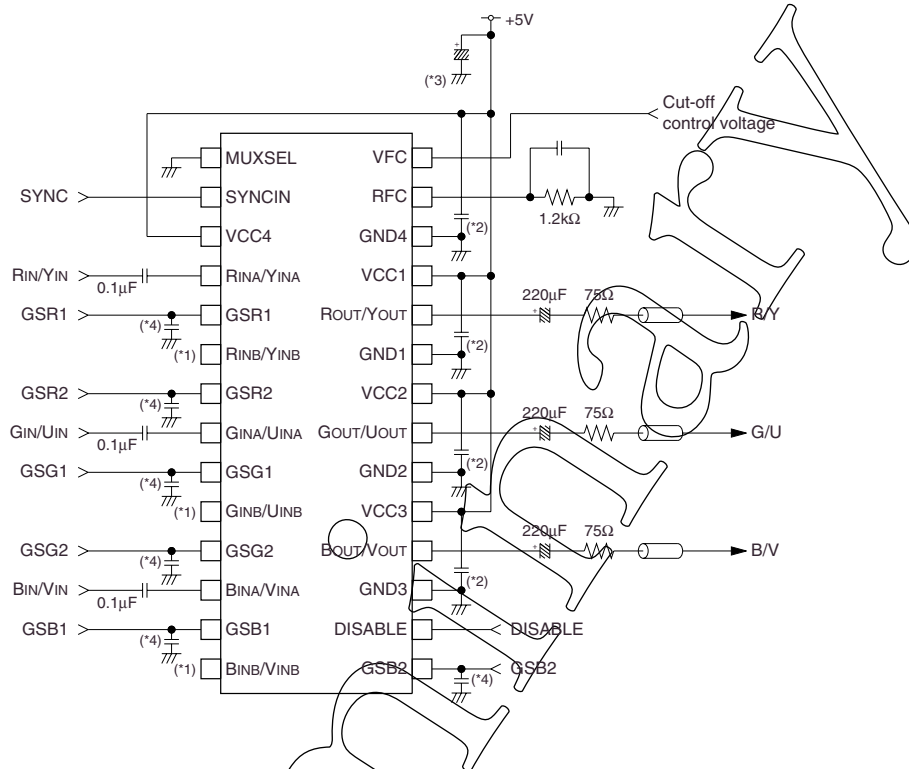 +5V
(*3)
Cut-off
control voltage
MUXSEL
VFC
SYNC
SYNCIN
RFC
1.2kΩ
VCC4
GND4
(*2)
RIN/YIN
0.1μF
RINA/YINA
VCC1
GSR1
(*4)
GSR1
ROUT/YOUT
220μF
+
75Ω
R/Y
(*1)
RINB/YINB
GND1
(*2)
GSR2
(*4)
GSR2
VCC2
GIN/UIN
0.1μF
GINA/UINA
GOUT/UOUT
220μF
+
75Ω
G/U
GSG1
(*4)
GSG1
GND2
(*2)
(*1)
GINB/UINB
VCC3
GSG2
(*4)
GSG2
BOUT/VOUT
220μF
+
75Ω
B/V
BIN/VIN
0.1μF
BINA/VINA
GND3
(*2)
GSB1
(*4)
GSB1
DISABLE
DISABLE
(*1)
BINB/VINB
GSB2
(*4)
GSB2